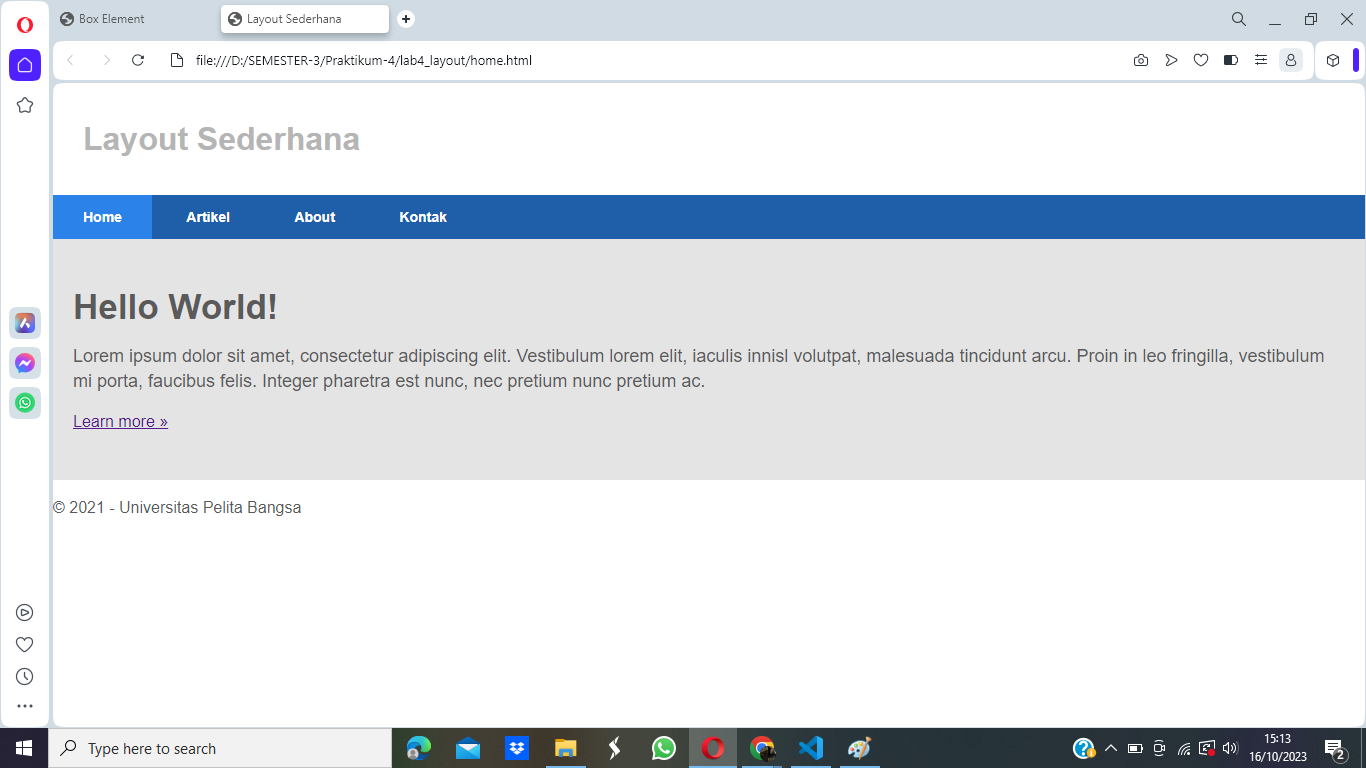 Box Element
Layout Sederhana
file:///D:/SEMESTER-3/Praktikum-4/lab4_layout/home.html
Layout Sederhana
Home Artikel About Kontak
Hello World!
Lorem ipsum dolor sit amet, consectetur adipiscing elit. Vestibulum lorem elit, iaculis innisl volutpat, malesuada tincidunt arcu. Proin in leo fringilla, vestibulum
mi porta, faucibus felis. Integer pharetra est nunc, nec pretium nunc pretium ac.
Learn more »
© 2021 - Universitas Pelita Bangsa
Type here to search
15:13
16/10/2023
2